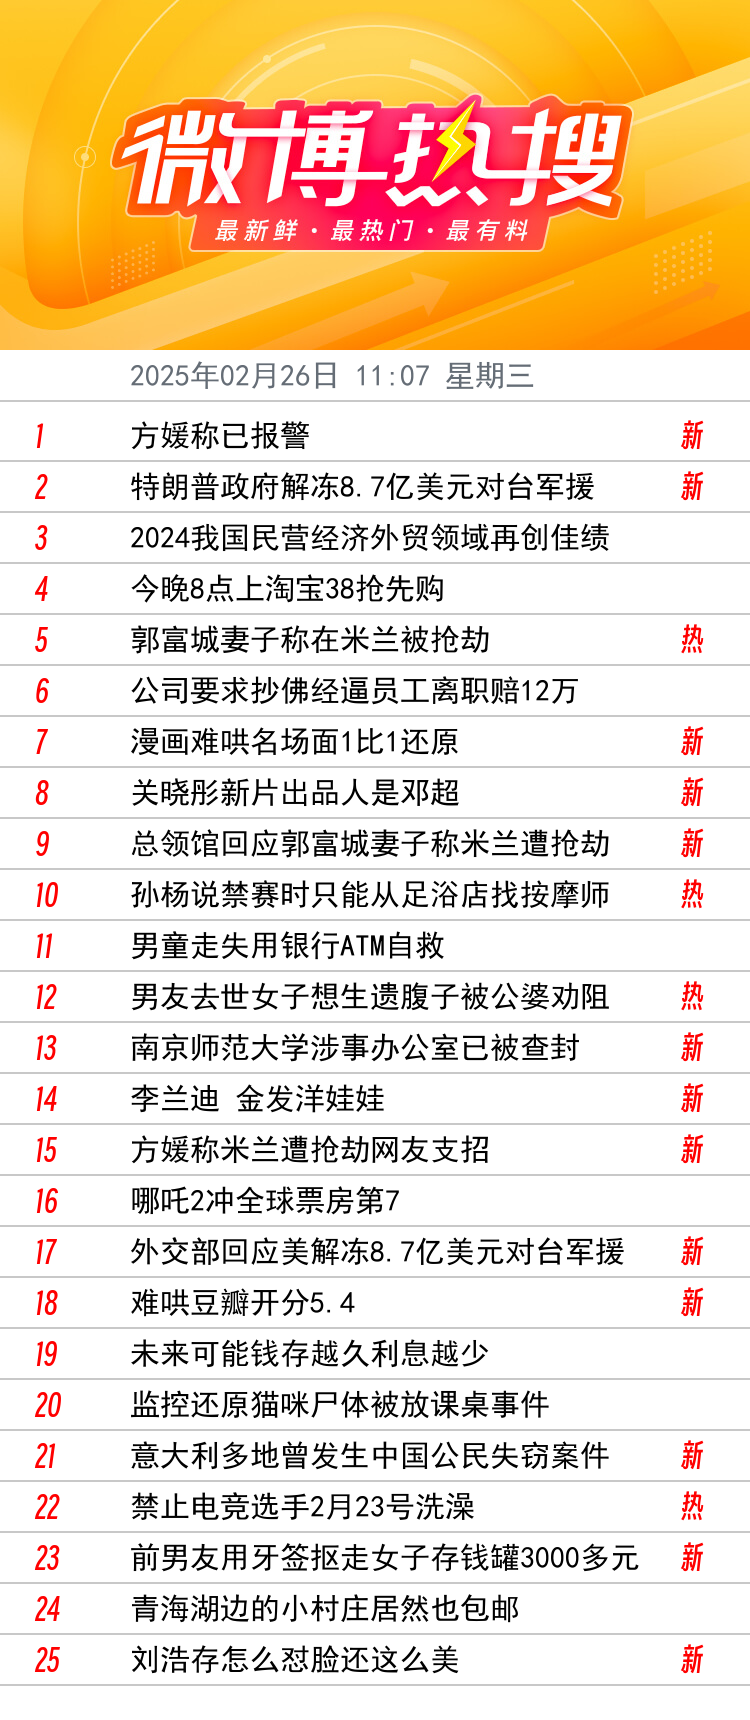 微博热搜
最新鲜·最热门·最有料
2025年02月26日 11:07 星期三
1 方媛称已报警 新
2 特朗普政府解冻8.7亿美元对台军援 新
3 2024我国民营经济外贸领域再创佳绩
4 今晚8点上淘宝38抢先购
5 郭富城妻子称在米兰被抢劫 热
6 公司要求抄佛经逼员工离职赔12万
7 漫画难哄名场面1比1还原 新
8 关晓彤新片出品人是邓超 新
9 总领馆回应郭富城妻子称米兰遭抢劫 新
10 孙杨说禁赛时只能从足浴店找按摩师 热
11 男童走失用银行ATM自救
12 男友去世女子想生遗腹子被公婆劝阻 热
13 南京师范大学涉事办公室已被查封 新
14 李兰迪 金发洋娃娃 新
15 方媛称米兰遭抢劫网友支招 新
16 哪吒2冲全球票房第7
17 外交部回应美解冻8.7亿美元对台军援 新
18 难哄豆瓣开分5.4 新
19 未来可能钱存越久利息越少
20 监控还原猫咪尸体被放课桌事件
21 意大利多地曾发生中国公民失窃案件 新
22 禁止电竞选手2月23号洗澡 热
23 前男友用牙签抠走女子存钱罐3000多元 新
24 青海湖边的小村庄居然也包邮
25 刘浩存怎么怼脸还这么美 新